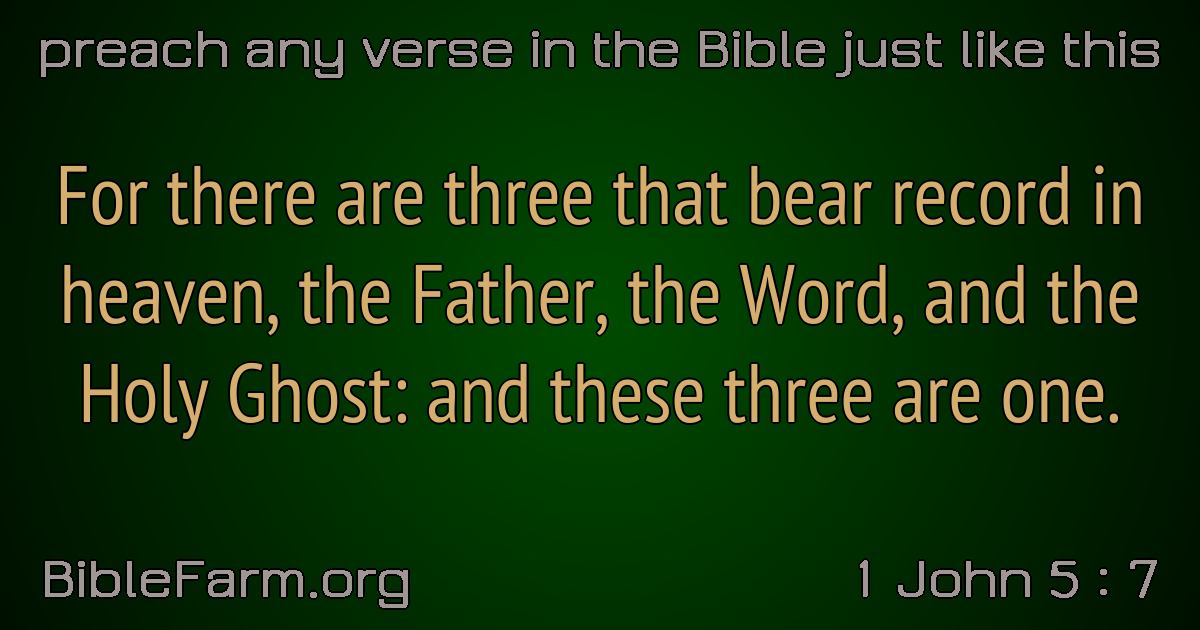 preach any verse in the Bible just like this
For there are three that bear record in
heaven, the Father, the Word, and the
Holy Ghost: and these three are one.
BibleFarm.org
1 John 5 : 7